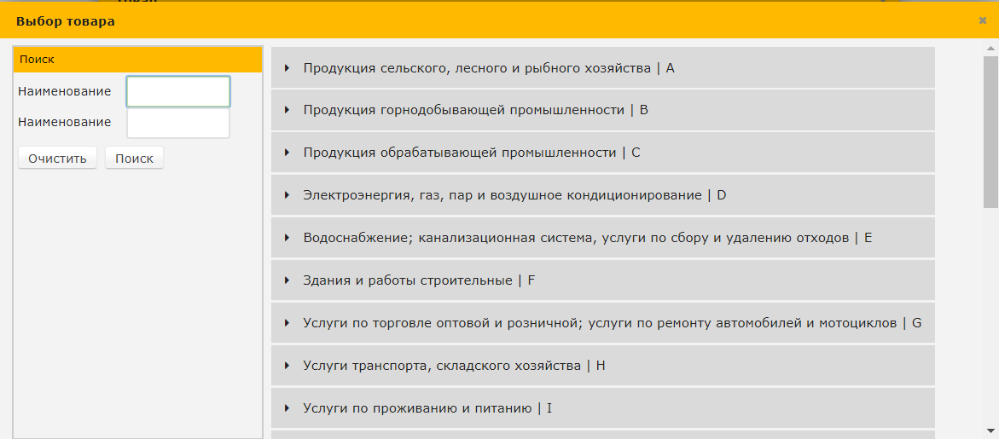 Выбор товара
Поиск
Наименование
Наименование
Очистить Поиск
Продукция сельского, лесного и рыбного хозяйства | A
Продукция горнодобывающей промышленности | B
Продукция обрабатывающей промышленности | C
Электроэнергия, газ, пар и воздушное кондиционирование | D
Водоснабжение; канализационная система, услуги по сбору и удалению отходов | E
Здания и работы строительные | F
Услуги по торговле оптовой и розничной; услуги по ремонту автомобилей и мотоциклов | G
Услуги транспорта, складского хозяйства | H
Услуги по проживанию и питанию | I